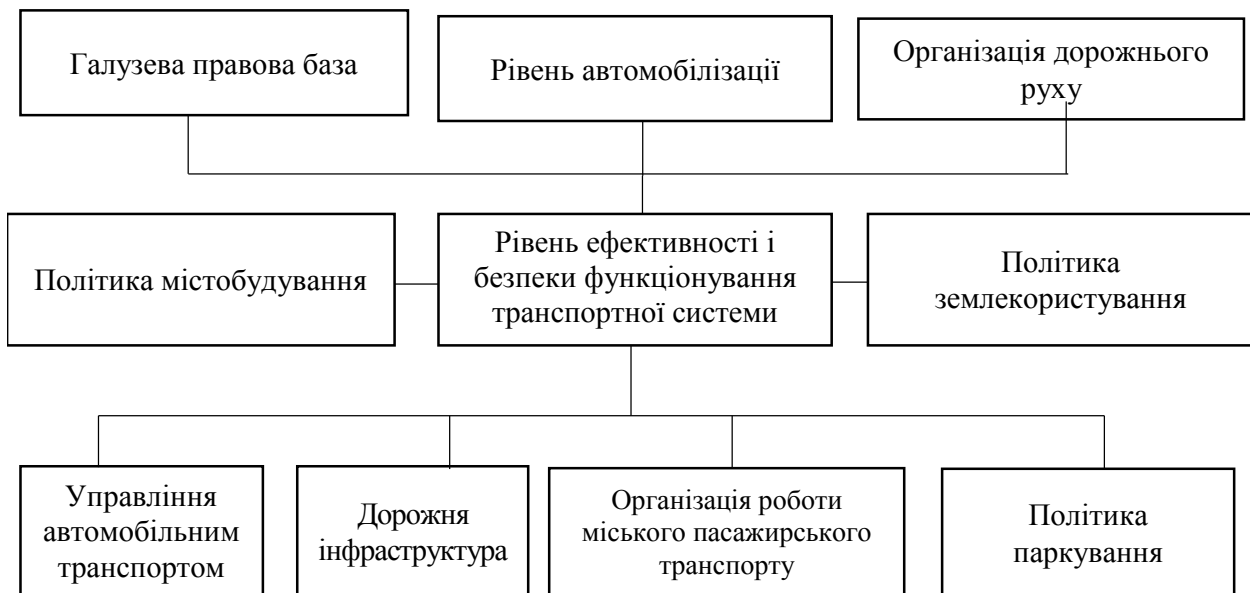 Галузева правова база
Рівень автомобілізації
Організація дорожнього
руху
Політика містобудування
Рівень ефективності і
безпеки функціонування
транспортної системи
Політика
землекористування
Управління
автомобільним
транспортом
Дорожня
інфраструктура
Організація роботи
міського пасажирського
транспорту
Політика
паркування